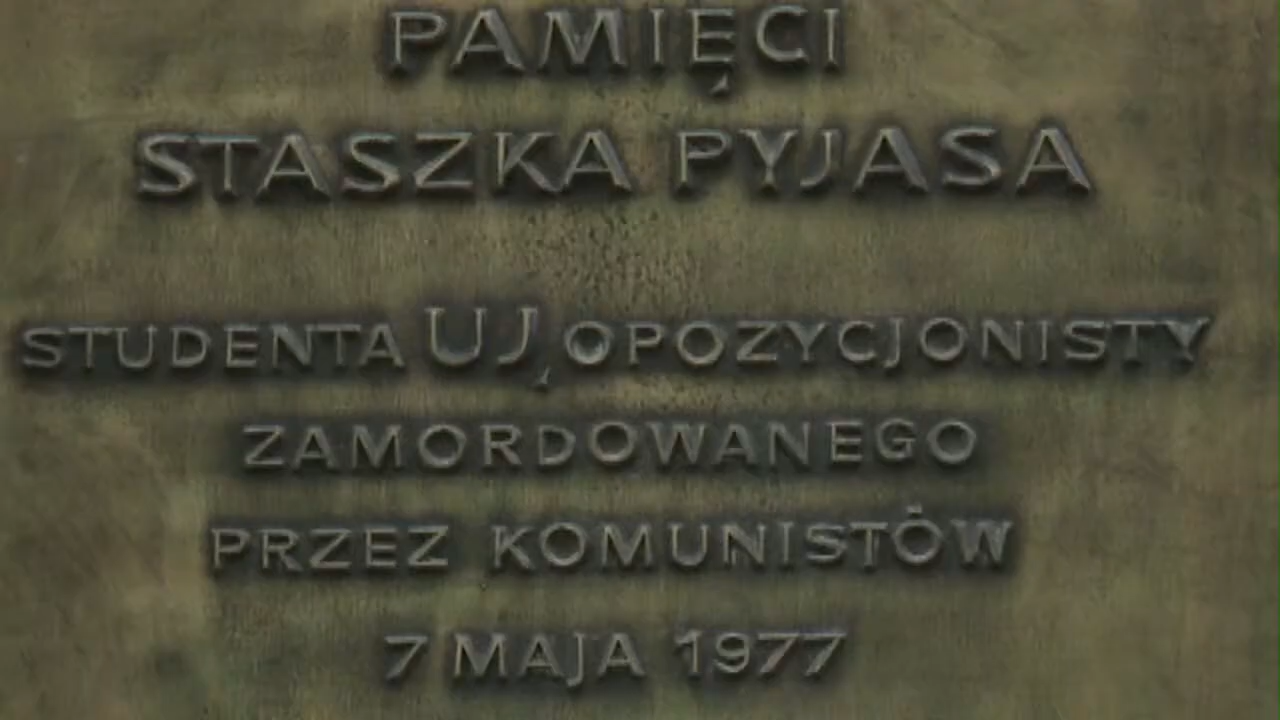 PAMIĘCI
STASZKA PYJASA
STUDENTA UJ, OPOZYCJONISTY
ZAMORDOWANEGO
PRZEZ KOMUNISTÓW
7 MAJA 1977